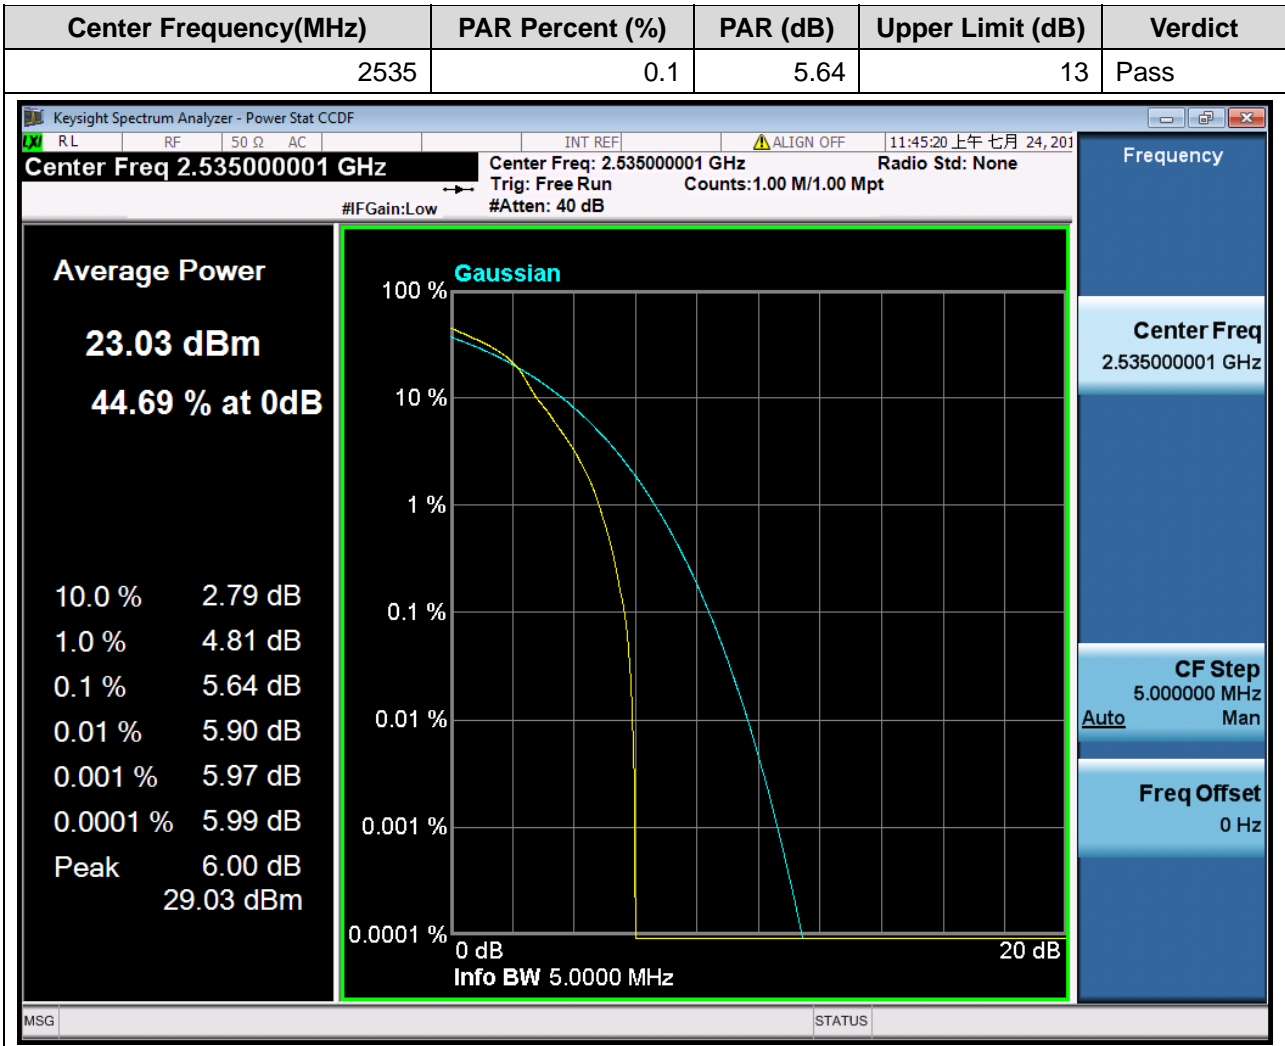 Center Frequency(MHz) PAR Percent (%) PAR (dB) Upper Limit (dB) Verdict
2535 0.1 5.64 13 Pass
Keysight Spectrum Analyzer - Power Stat CCDF
LXI RL RF 50 Ω AC INT REF ALIGN OFF 11:45:20 上午 七月 24, 201
Center Freq 2.535000001 GHz
Center Freq: 2.535000001 GHz Radio Std: None
Trig: Free Run Counts:1.00 M/1.00 Mpt
#IFGain:Low #Atten: 40 dB
Average Power
23.03 dBm
44.69 % at 0dB
10.0 % 2.79 dB
1.0 % 4.81 dB
0.1 % 5.64 dB
0.01 % 5.90 dB
0.001 % 5.97 dB
0.0001 % 5.99 dB
Peak 6.00 dB
29.03 dBm
Gaussian
100 %
10 %
1 %
0.1 %
0.01 %
0.001 %
0.0001 %
0 dB 20 dB
Info BW 5.0000 MHz
Frequency
Center Freq
2.535000001 GHz
CF Step
5.000000 MHz
Auto Man
Freq Offset
0 Hz
MSG STATUS